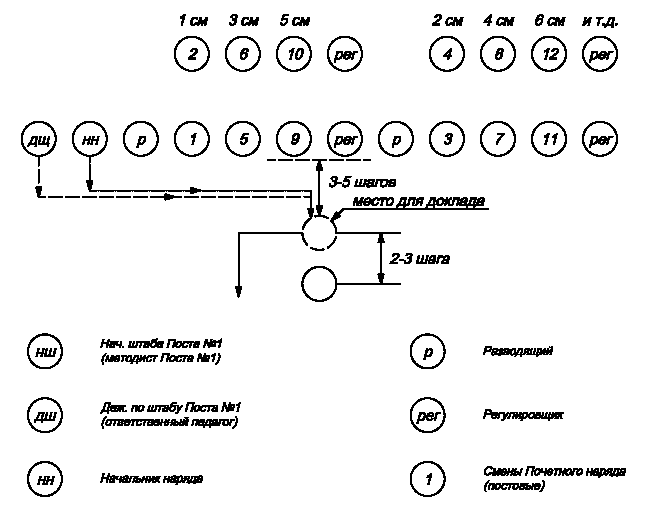 1 см 3 см 5 см 2 см 4 см 6 см и т.д.
2 6 10 рег 4 8 12 рег
дщ нн р 1 5 9 рег р 3 7 11 рег
3-5 шагов
место для доклада
2-3 шага
нш Нач. штаба Поста №1
(методист Поста №1)
р Разводящий
дш Деж. по штабу Поста №1
(ответственный педагог)
рег Регулировщик
нн Начальник наряда
1 Смены Почетного наряда
(постовые)